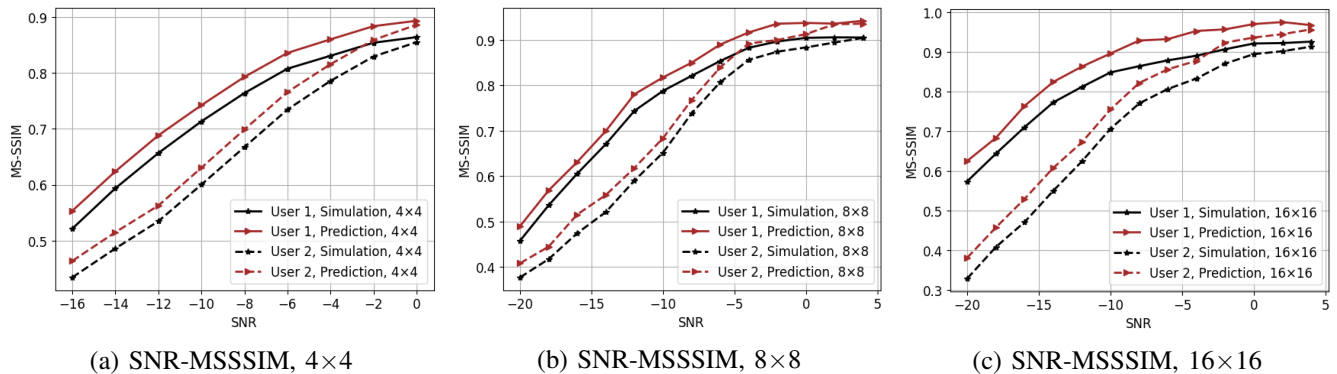 0.9
0.8
0.7
0.6
0.5
MS-SSIM
−16 −14 −12 −10 −8 −6 −4 −2 0
SNR
User 1, Simulation, 4×4
User 1, Prediction, 4×4
User 2, Simulation, 4×4
User 2, Prediction, 4×4
(a) SNR-MSSSIM, 4×4
0.9
0.8
0.7
0.6
0.5
0.4
MS-SSIM
−20 −15 −10 −5 0 5
SNR
User 1, Simulation, 8×8
User 1, Prediction, 8×8
User 2, Simulation, 8×8
User 2, Prediction, 8×8
(b) SNR-MSSSIM, 8×8
1.0
0.9
0.8
0.7
0.6
0.5
0.4
0.3
MS-SSIM
−20 −15 −10 −5 0 5
SNR
User 1, Simulation, 16×16
User 1, Prediction, 16×16
User 2, Simulation, 16×16
User 2, Prediction, 16×16
(c) SNR-MSSSIM, 16×16